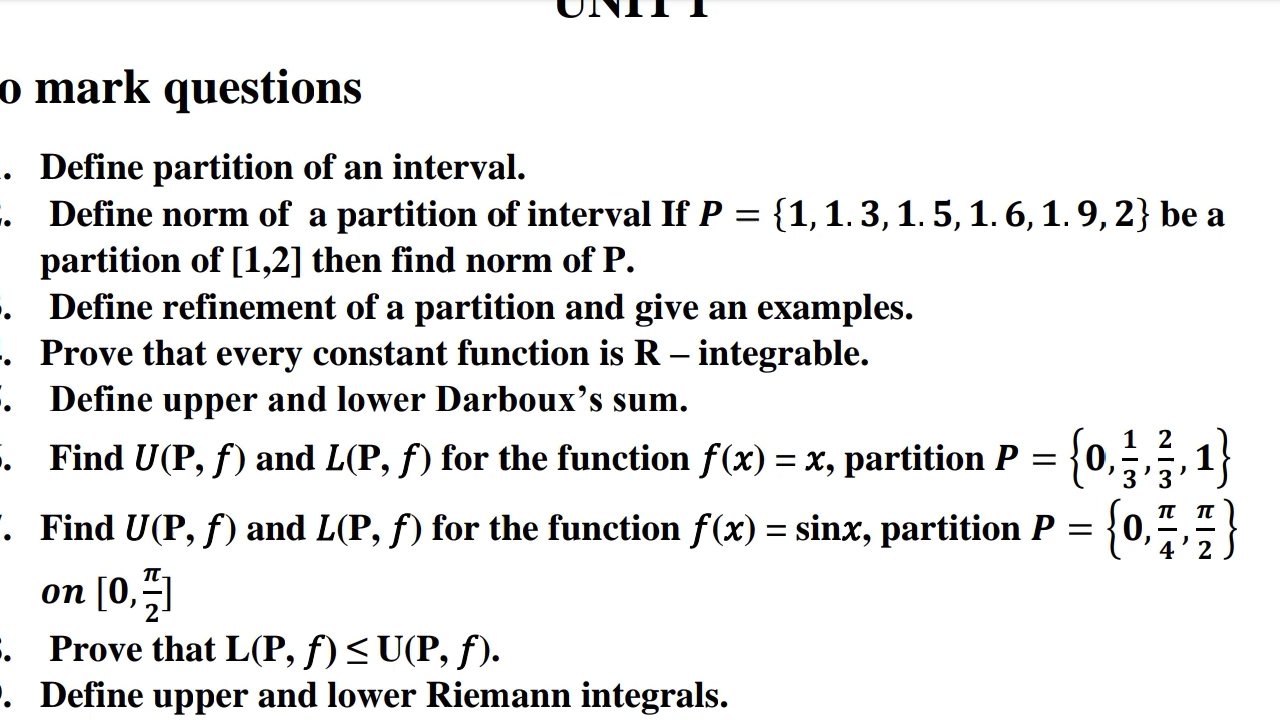 UNIT I
o mark questions
. Define partition of an interval.
. Define norm of a partition of interval If P = {1, 1.3, 1.5, 1.6, 1.9, 2} be a
partition of [1,2] then find norm of P.
. Define refinement of a partition and give an examples.
. Prove that every constant function is R – integrable.
. Define upper and lower Darboux’s sum.
. Find U(P, f) and L(P, f) for the function f(x) = x, partition P = {0, 1/3, 2/3, 1}
. Find U(P, f) and L(P, f) for the function f(x) = sinx, partition P = {0, π/4, π/2}
on [0, π/2]
. Prove that L(P, f) ≤ U(P, f).
. Define upper and lower Riemann integrals.